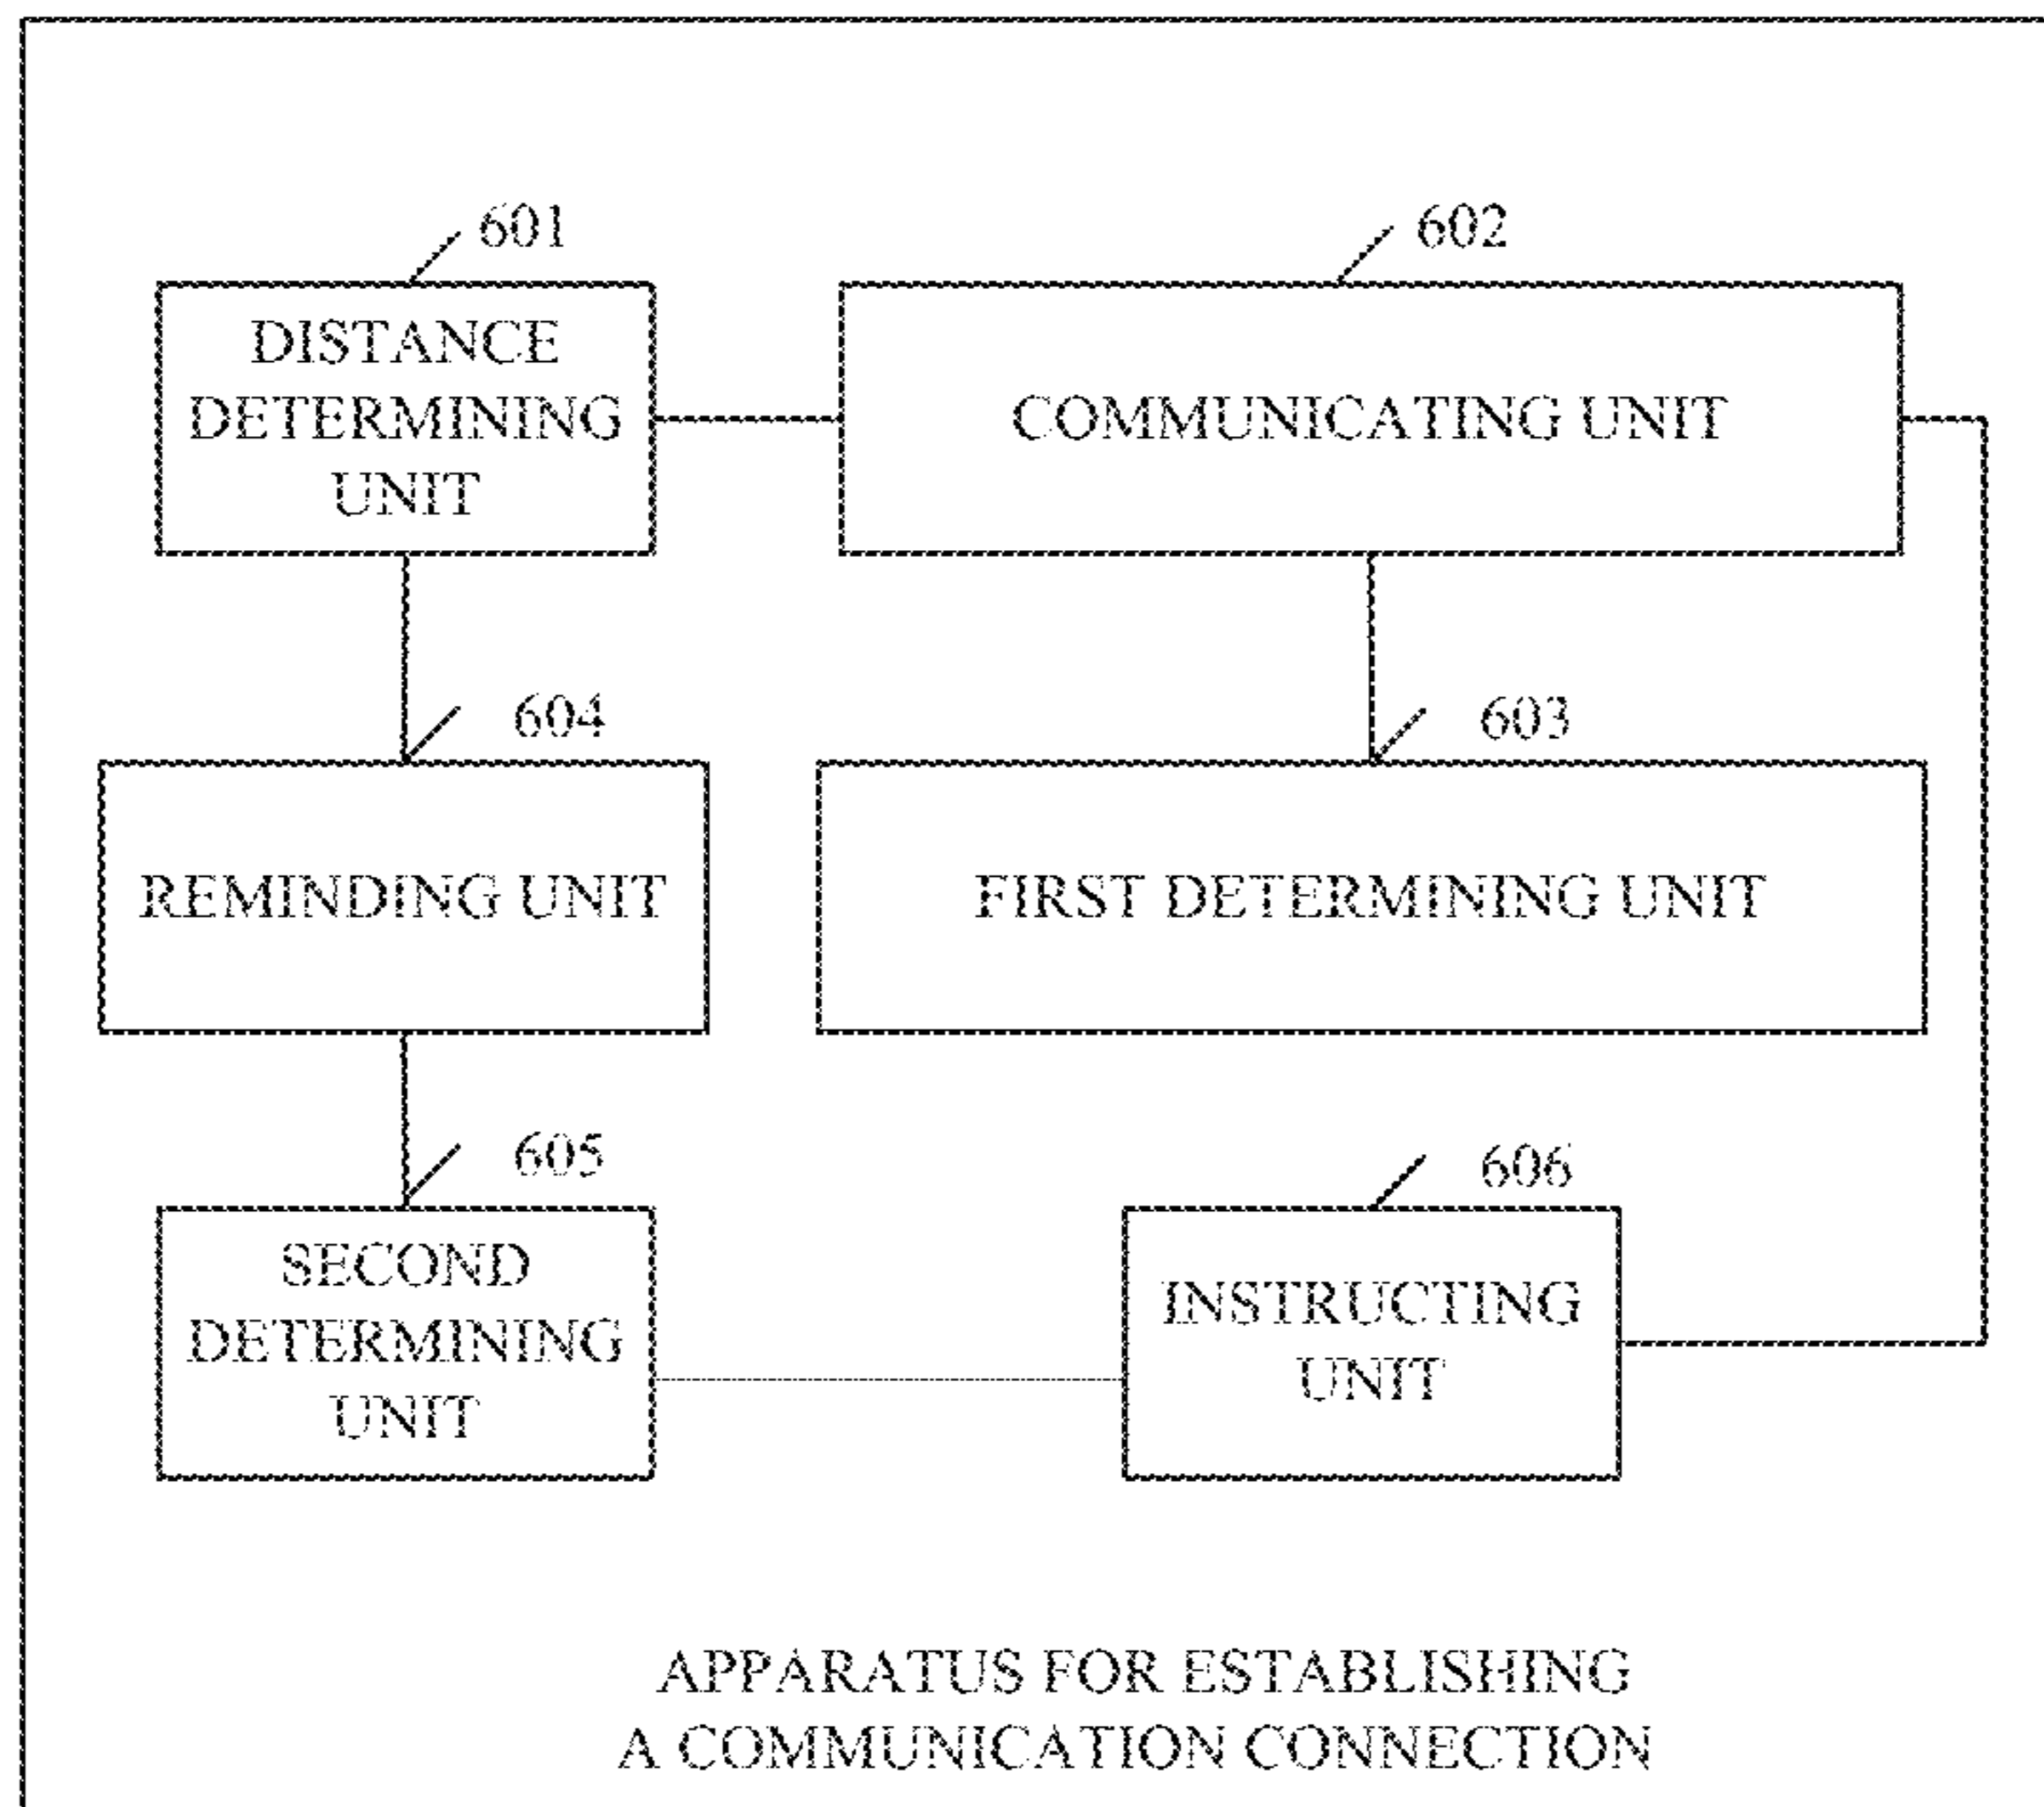 601
602
DISTANCE
DETERMINING
UNIT
COMMUNICATING UNIT
604
603
REMINDING UNIT
FIRST DETERMINING UNIT
605
606
SECOND
DETERMINING
UNIT
INSTRUCTING
UNIT
APPARATUS FOR ESTABLISHING
A COMMUNICATION CONNECTION